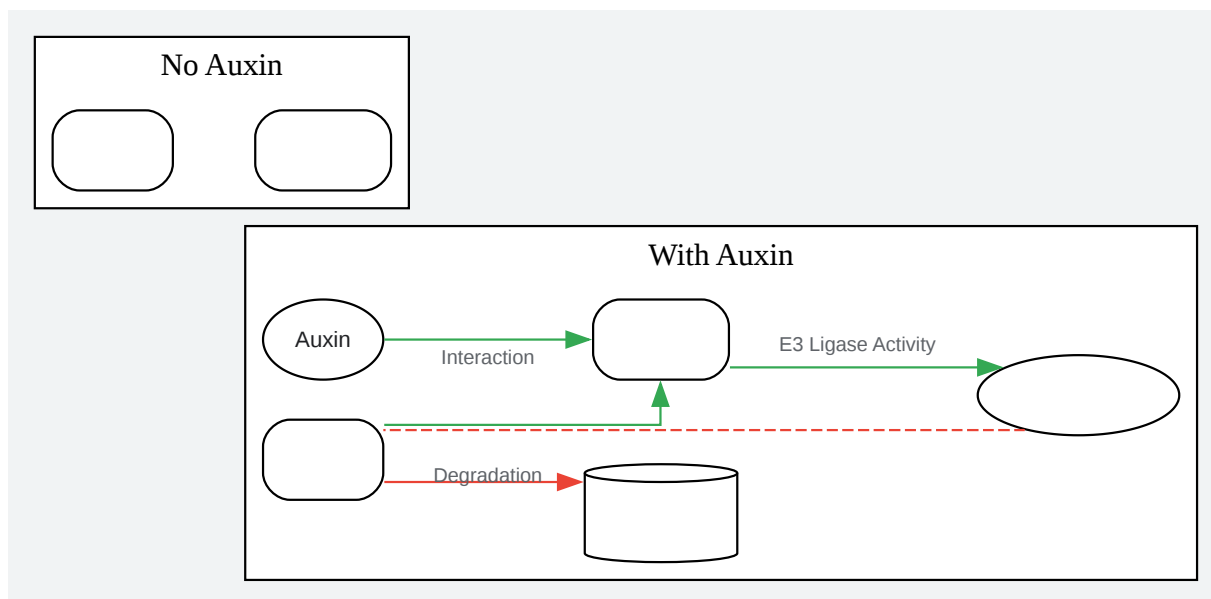 No Auxin
With Auxin
Auxin
Interaction
E3 Ligase Activity
Degradation